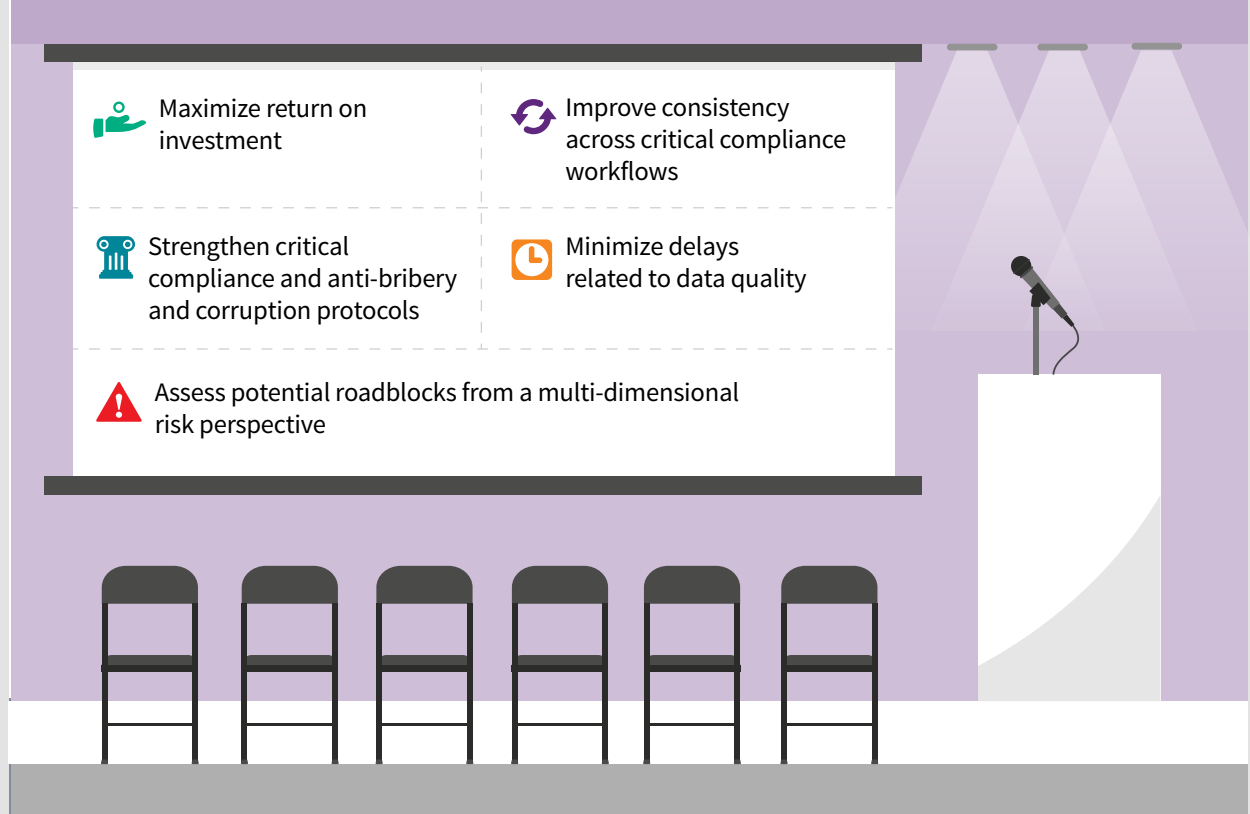 Maximize return on
investment
Improve consistency
across critical compliance
workflows
Strengthen critical
compliance and anti-bribery
and corruption protocols
Minimize delays
related to data quality
Assess potential roadblocks from a multi-dimensional
risk perspective